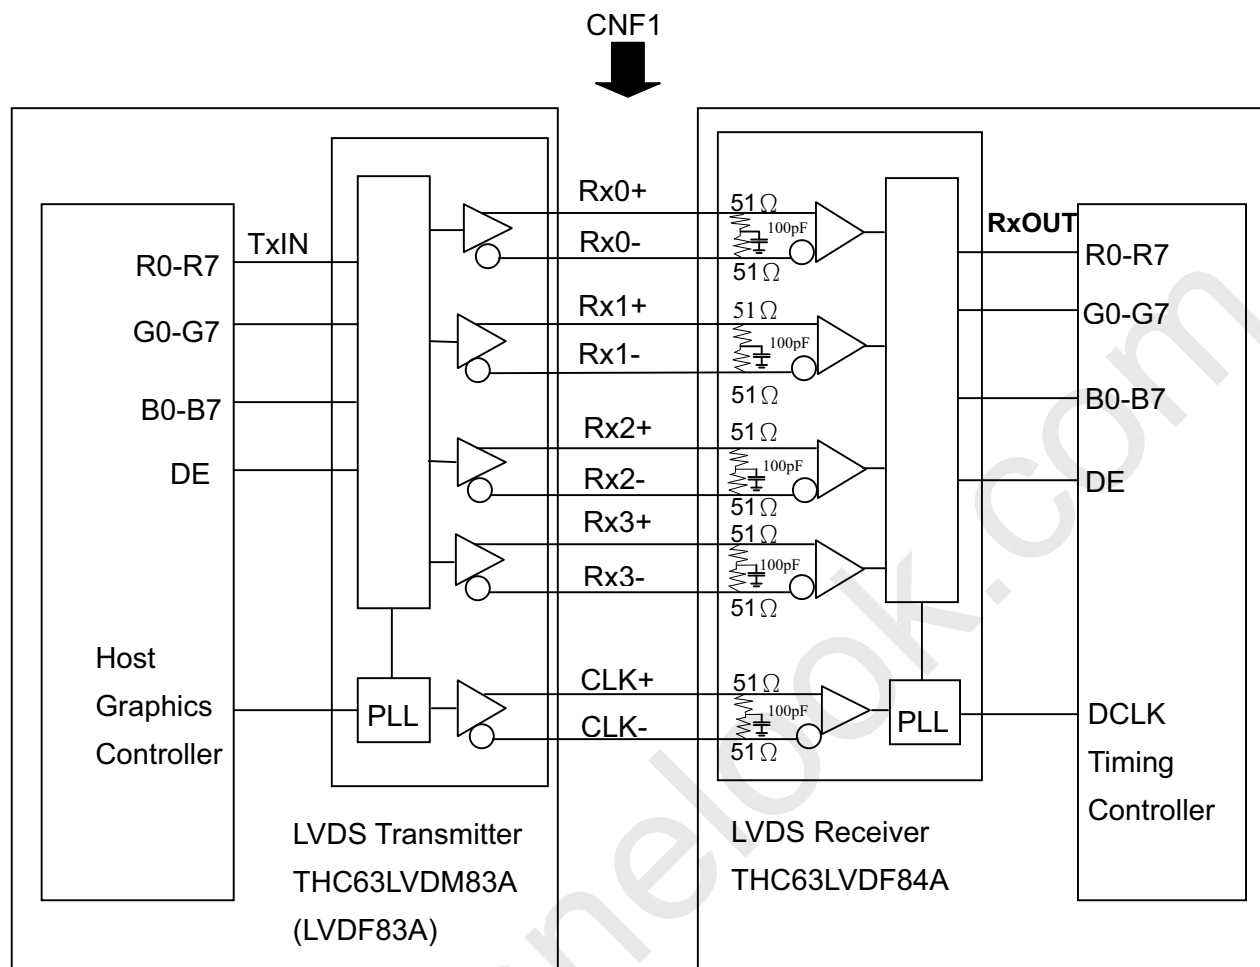 CNF1
TxIN
R0-R7
G0-G7
B0-B7
DE
Host
Graphics
Controller
PLL
Rx0+
Rx0-
Rx1+
Rx1-
Rx2+
Rx2-
Rx3+
Rx3-
CLK+
CLK-
51Ω
100pF
51Ω
51Ω
100pF
51Ω
51Ω
100pF
51Ω
51Ω
100pF
51Ω
51Ω
100pF
51Ω
PLL
RxOUT
R0-R7
G0-G7
B0-B7
DE
DCLK
Timing
Controller
LVDS Transmitter
THC63LVDM83A
(LVDF83A)
LVDS Receiver
THC63LVDF84A
nelook.com